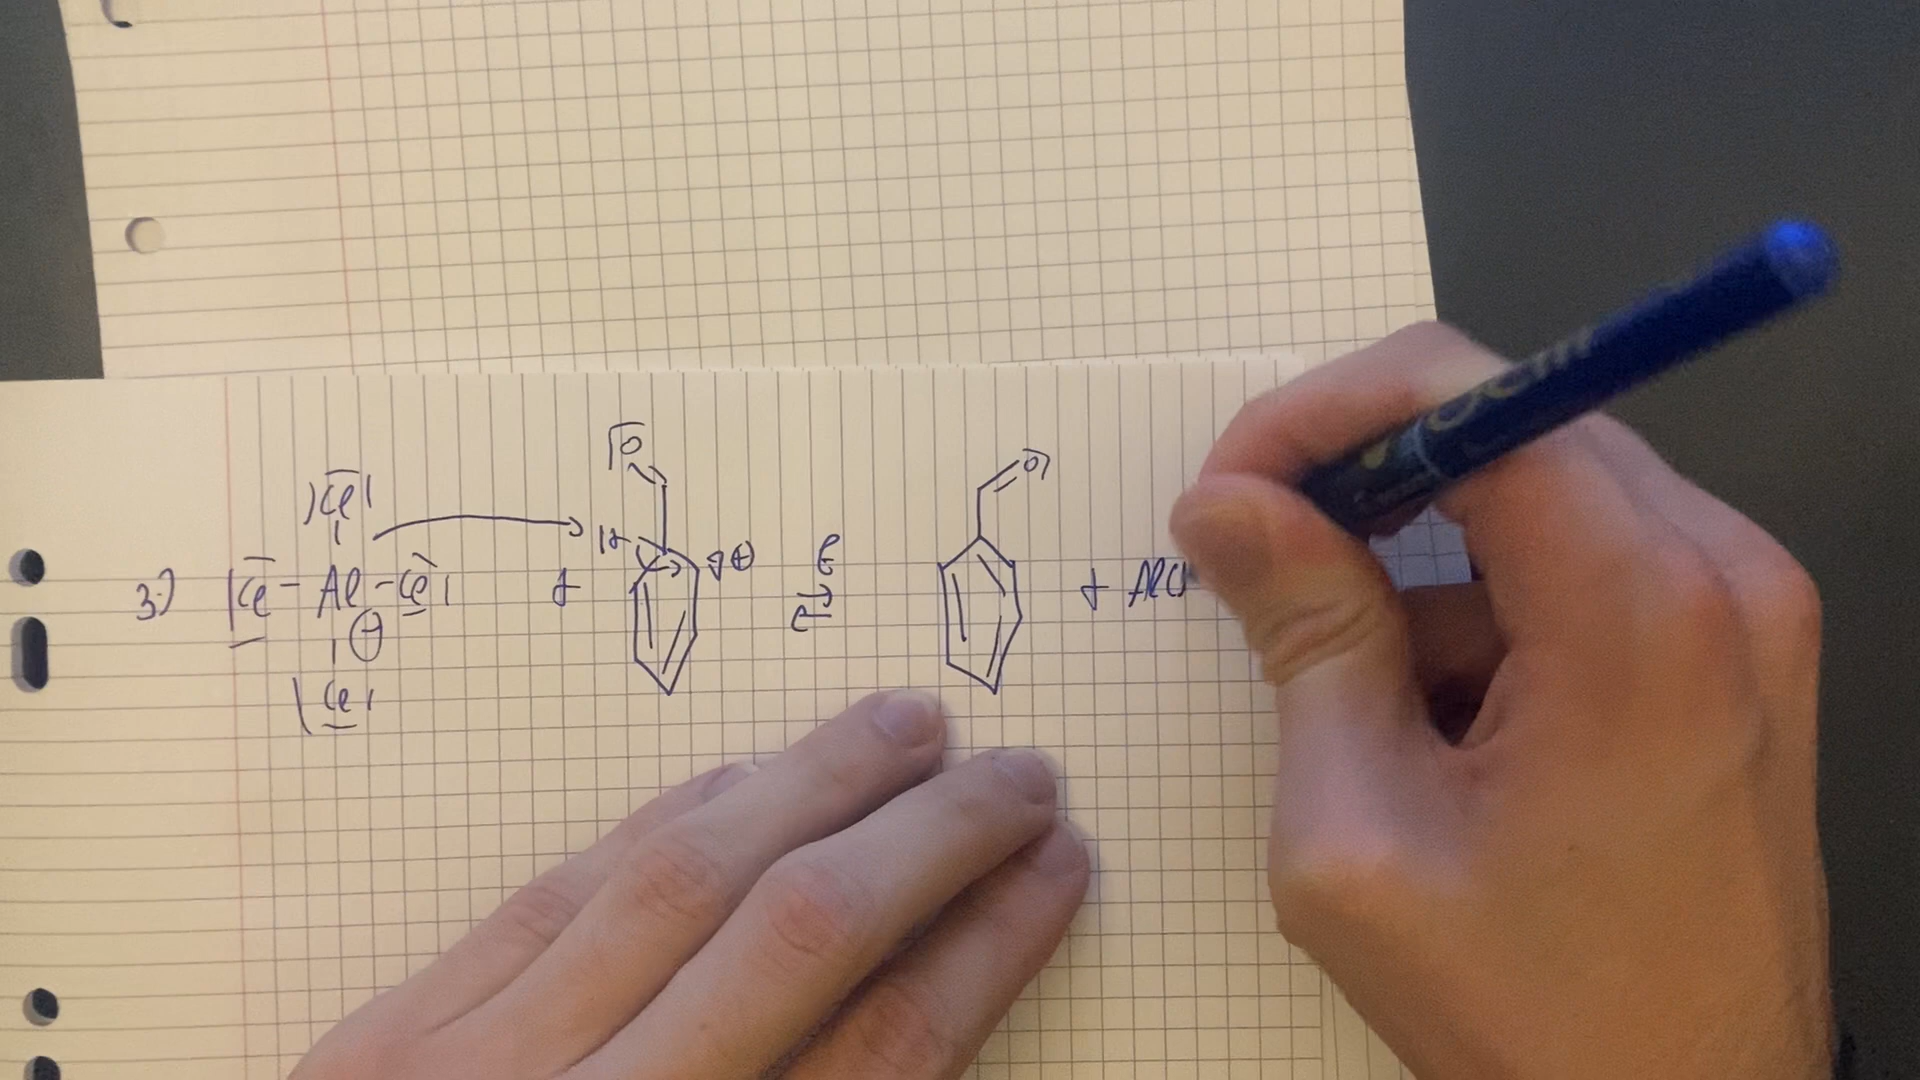 |O
O|
|Cl|
H ⊕
E
3.) |Cl - Al - Cl| + ⇌ + AlCl
⊖
|Cl|